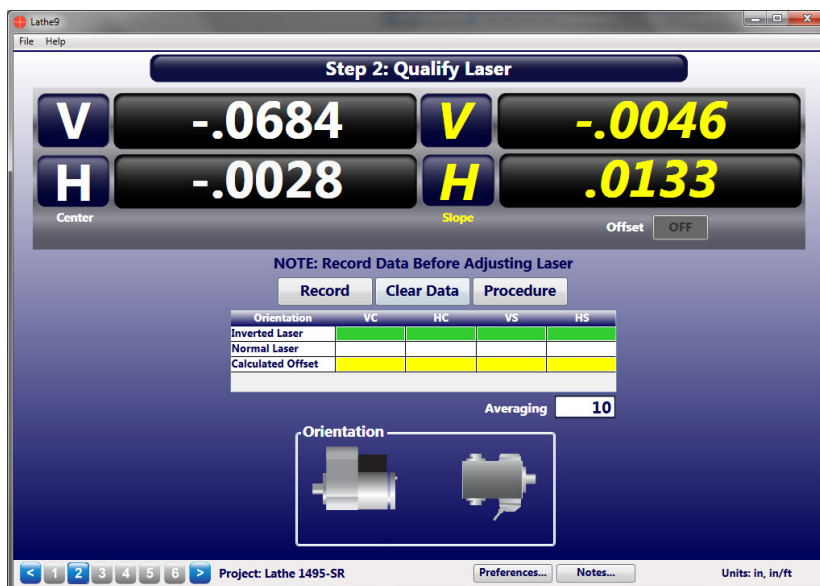 Lathe9
File Help
Step 2: Qualify Laser
V -.0684 V -.0046
H -.0028 H .0133
Center Slope Offset OFF
NOTE: Record Data Before Adjusting Laser
Record Clear Data Procedure
Orientation VC HC VS HS
Inverted Laser
Normal Laser
Calculated Offset
Averaging 10
Orientation
< 1 2 3 4 5 6 > Project: Lathe 1495-SR Preferences... Notes... Units: in, in/ft